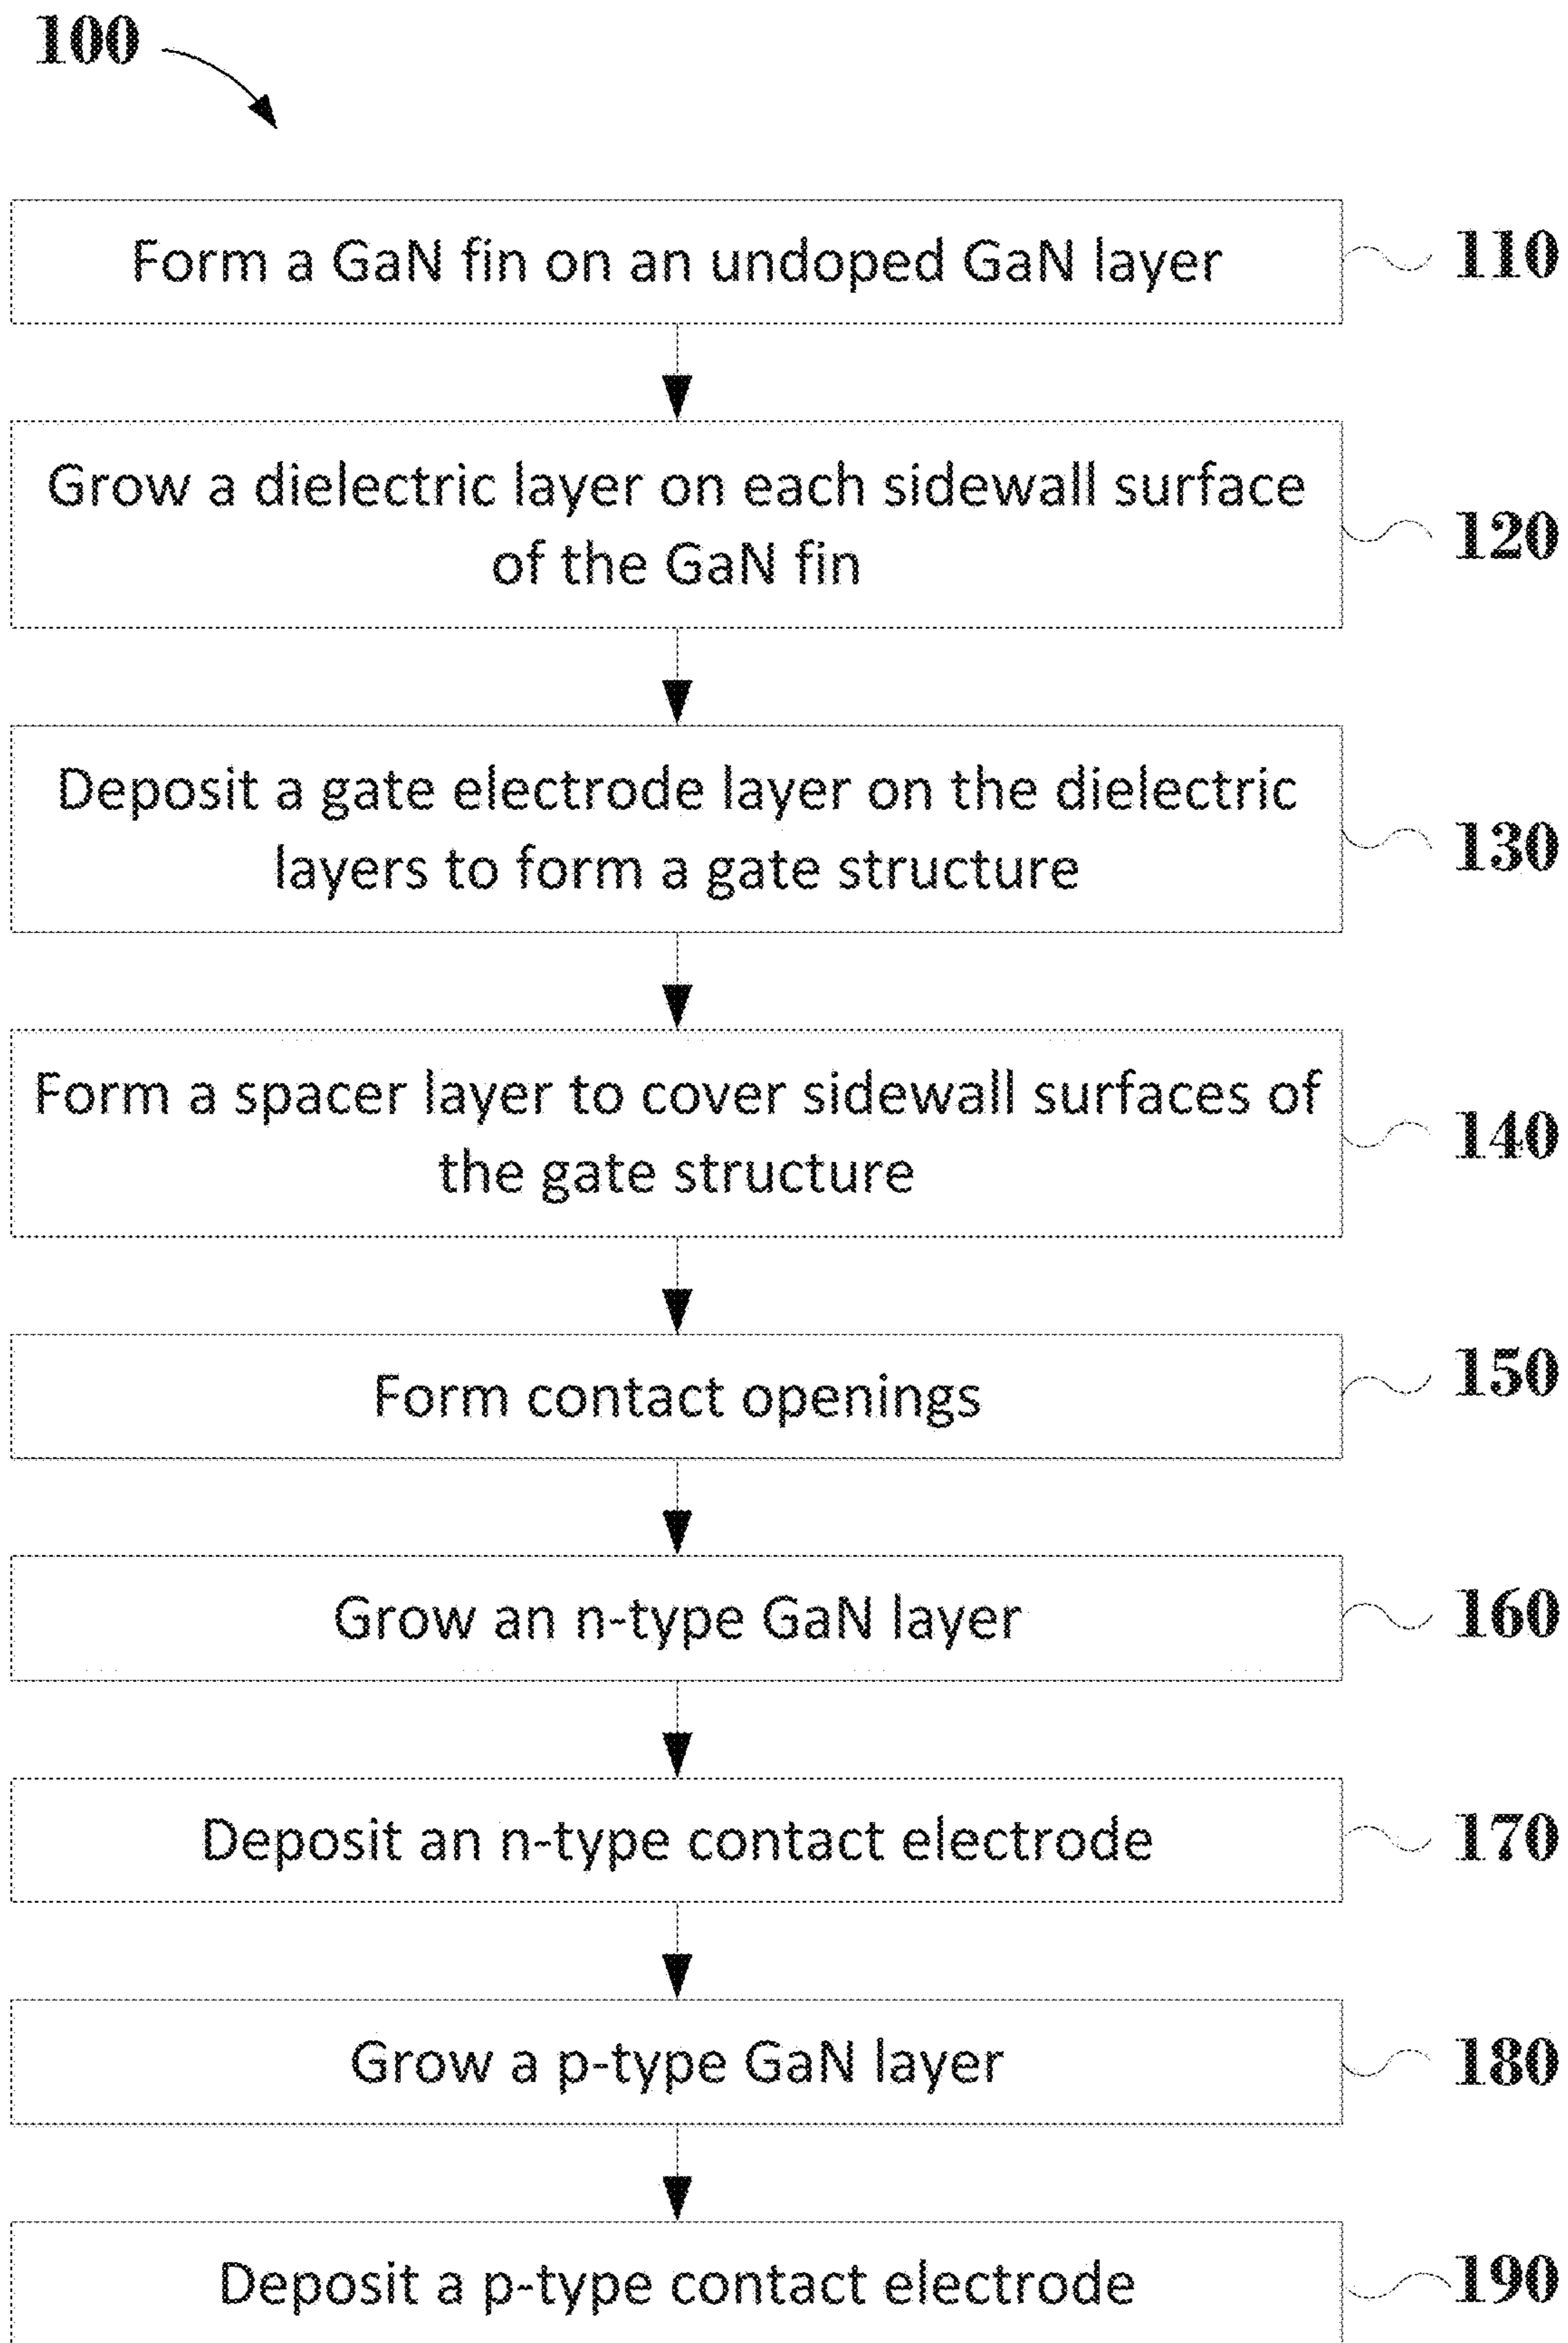 100
Form a GaN fin on an undoped GaN layer
110
Grow a dielectric layer on each sidewall surface
of the GaN fin
120
Deposit a gate electrode layer on the dielectric
layers to form a gate structure
130
Form a spacer layer to cover sidewall surfaces of
the gate structure
140
Form contact openings
150
Grow an n-type GaN layer
160
Deposit an n-type contact electrode
170
Grow a p-type GaN layer
180
Deposit a p-type contact electrode
190